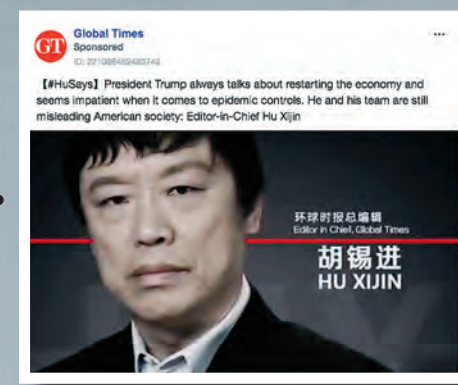 GT
Global Times
Sponsored
ID: 221086462483742
【#HuSays】President Trump always talks about restarting the economy and
seems impatient when it comes to epidemic controls. He and his team are still
misleading American society: Editor-in-Chief Hu Xijin
环球时报总编辑
Editor in Chief, Global Times
胡锡进
HU XIJIN